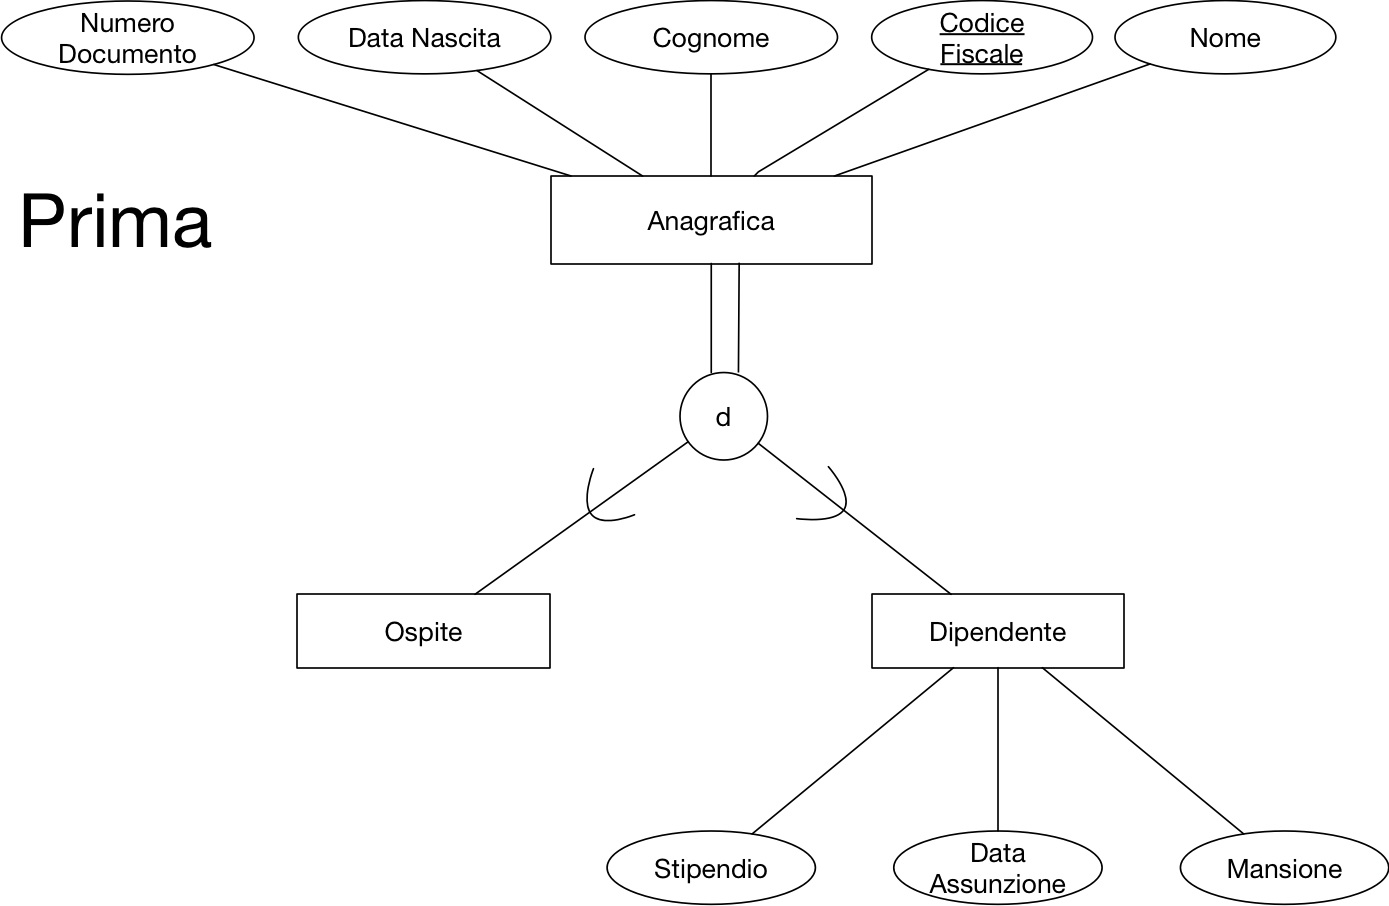 Numero
Documento
Data Nascita
Cognome
Codice
Fiscale
Nome
Prima
Anagrafica
d
Ospite
Dipendente
Stipendio
Data
Assunzione
Mansione